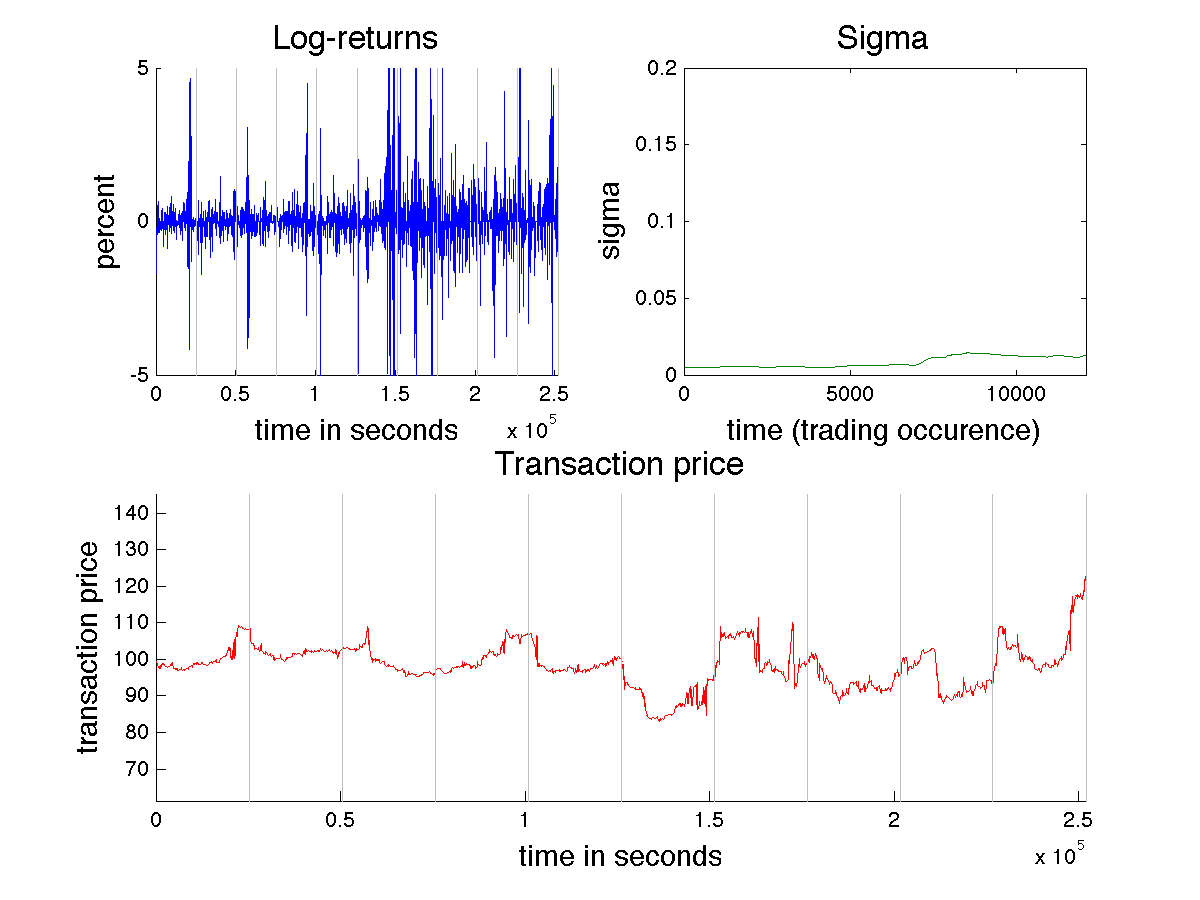 Log-returns
5
0
-5
percent
0
0.5
1
1.5
2
2.5
time in seconds
x 10^5
Sigma
0.2
0.15
0.1
0.05
0
sigma
0
5000
10000
time (trading occurence)
Transaction price
140
130
120
110
100
90
80
70
transaction price
0
0.5
1
1.5
2
2.5
time in seconds
x 10^5